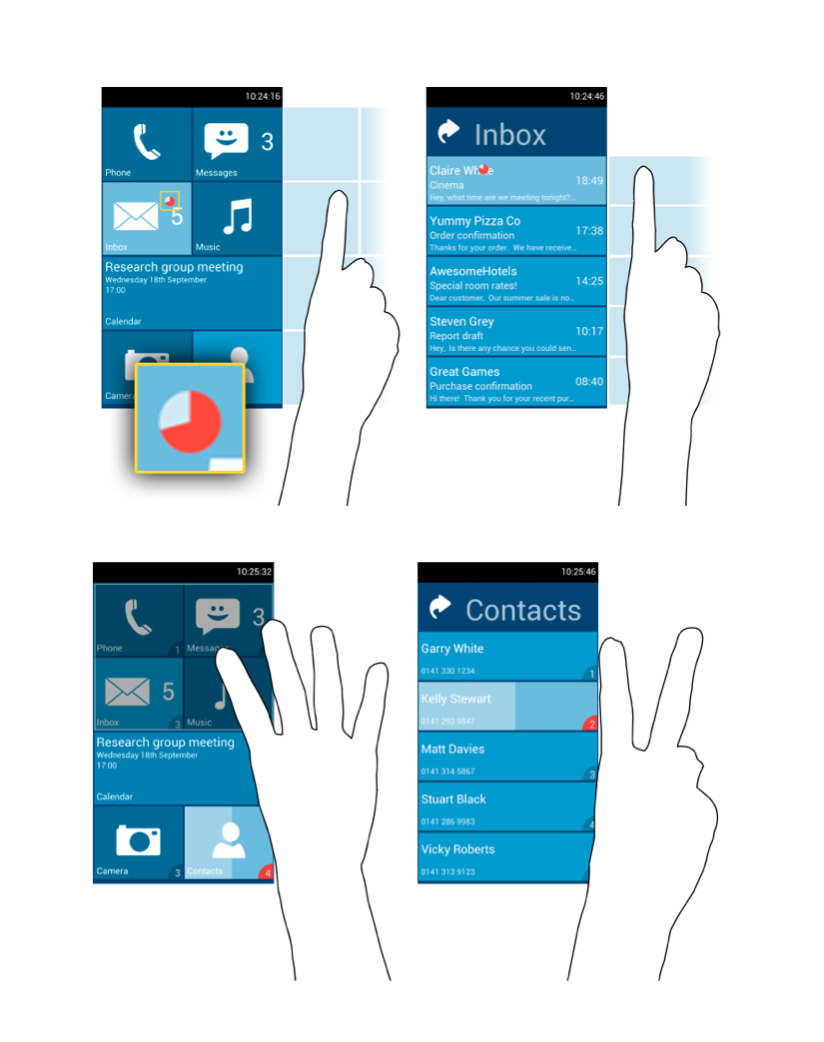 10:24:16
Phone
3
Messages
5
Inbox
Music
Research group meeting
Wednesday 18th September
17:00
Calendar
Camera
10:24:46
Inbox
Claire White
Cinema
18:49
Hey, what time are we meeting tonight?...
Yummy Pizza Co
Order confirmation
17:38
Thanks for your order. We have receive...
AwesomeHotels
Special room rates!
14:25
Dear customer, Our summer sale is no...
Steven Grey
Report draft
10:17
Hey, Is there any chance you could sen...
Great Games
Purchase confirmation
08:40
Hi there! Thank you for your recent pur...
10:25:32
Phone
1
3
Messages
5
Inbox
3
Music
Research group meeting
Wednesday 18th September
17:00
Calendar
Camera
3
Contacts
4
10:25:46
Contacts
Garry White
0141 330 1234
1
Kelly Stewart
0141 293 9847
2
Matt Davies
0141 314 5867
3
Stuart Black
0141 286 9983
4
Vicky Roberts
0141 313 9123